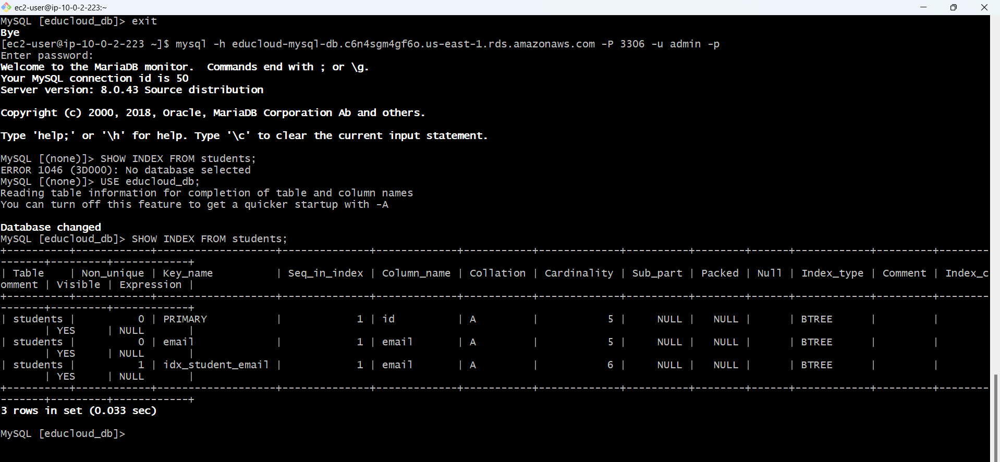 ec2-user@ip-10-0-2-223:~
MySQL [educloud_db]> exit
Bye
[ec2-user@ip-10-0-2-223 ~]$ mysql -h educloud-mysql-db.c6n4sgm4gf6o.us-east-1.rds.amazonaws.com -P 3306 -u admin -p
Enter password:
Welcome to the MariaDB monitor.  Commands end with ; or \g.
Your MySQL connection id is 50
Server version: 8.0.43 Source distribution

Copyright (c) 2000, 2018, Oracle, MariaDB Corporation Ab and others.

Type 'help;' or '\h' for help. Type '\c' to clear the current input statement.

MySQL [(none)]> SHOW INDEX FROM students;
ERROR 1046 (3D000): No database selected
MySQL [(none)]> USE educloud_db;
Reading table information for completion of table and column names
You can turn off this feature to get a quicker startup with -A

Database changed
MySQL [educloud_db]> SHOW INDEX FROM students;
+----------+------------+-------------------+--------------+-------------+-----------+-------------+----------+--------+------+------------+---------+--------
-------+---------+------------+
| Table    | Non_unique | Key_name          | Seq_in_index | Column_name | Collation | Cardinality | Sub_part | Packed | Null | Index_type | Comment | Index_c
omment | Visible | Expression |
+----------+------------+-------------------+--------------+-------------+-----------+-------------+----------+--------+------+------------+---------+--------
-------+---------+------------+
| students |          0 | PRIMARY           |            1 | id          | A         |           5 |     NULL |   NULL |      | BTREE      |         |
       | YES     | NULL       |
| students |          0 | email             |            1 | email       | A         |           5 |     NULL |   NULL |      | BTREE      |         |
       | YES     | NULL       |
| students |          1 | idx_student_email |            1 | email       | A         |           6 |     NULL |   NULL |      | BTREE      |         |
       | YES     | NULL       |
+----------+------------+-------------------+--------------+-------------+-----------+-------------+----------+--------+------+------------+---------+--------
-------+---------+------------+
3 rows in set (0.033 sec)

MySQL [educloud_db]>